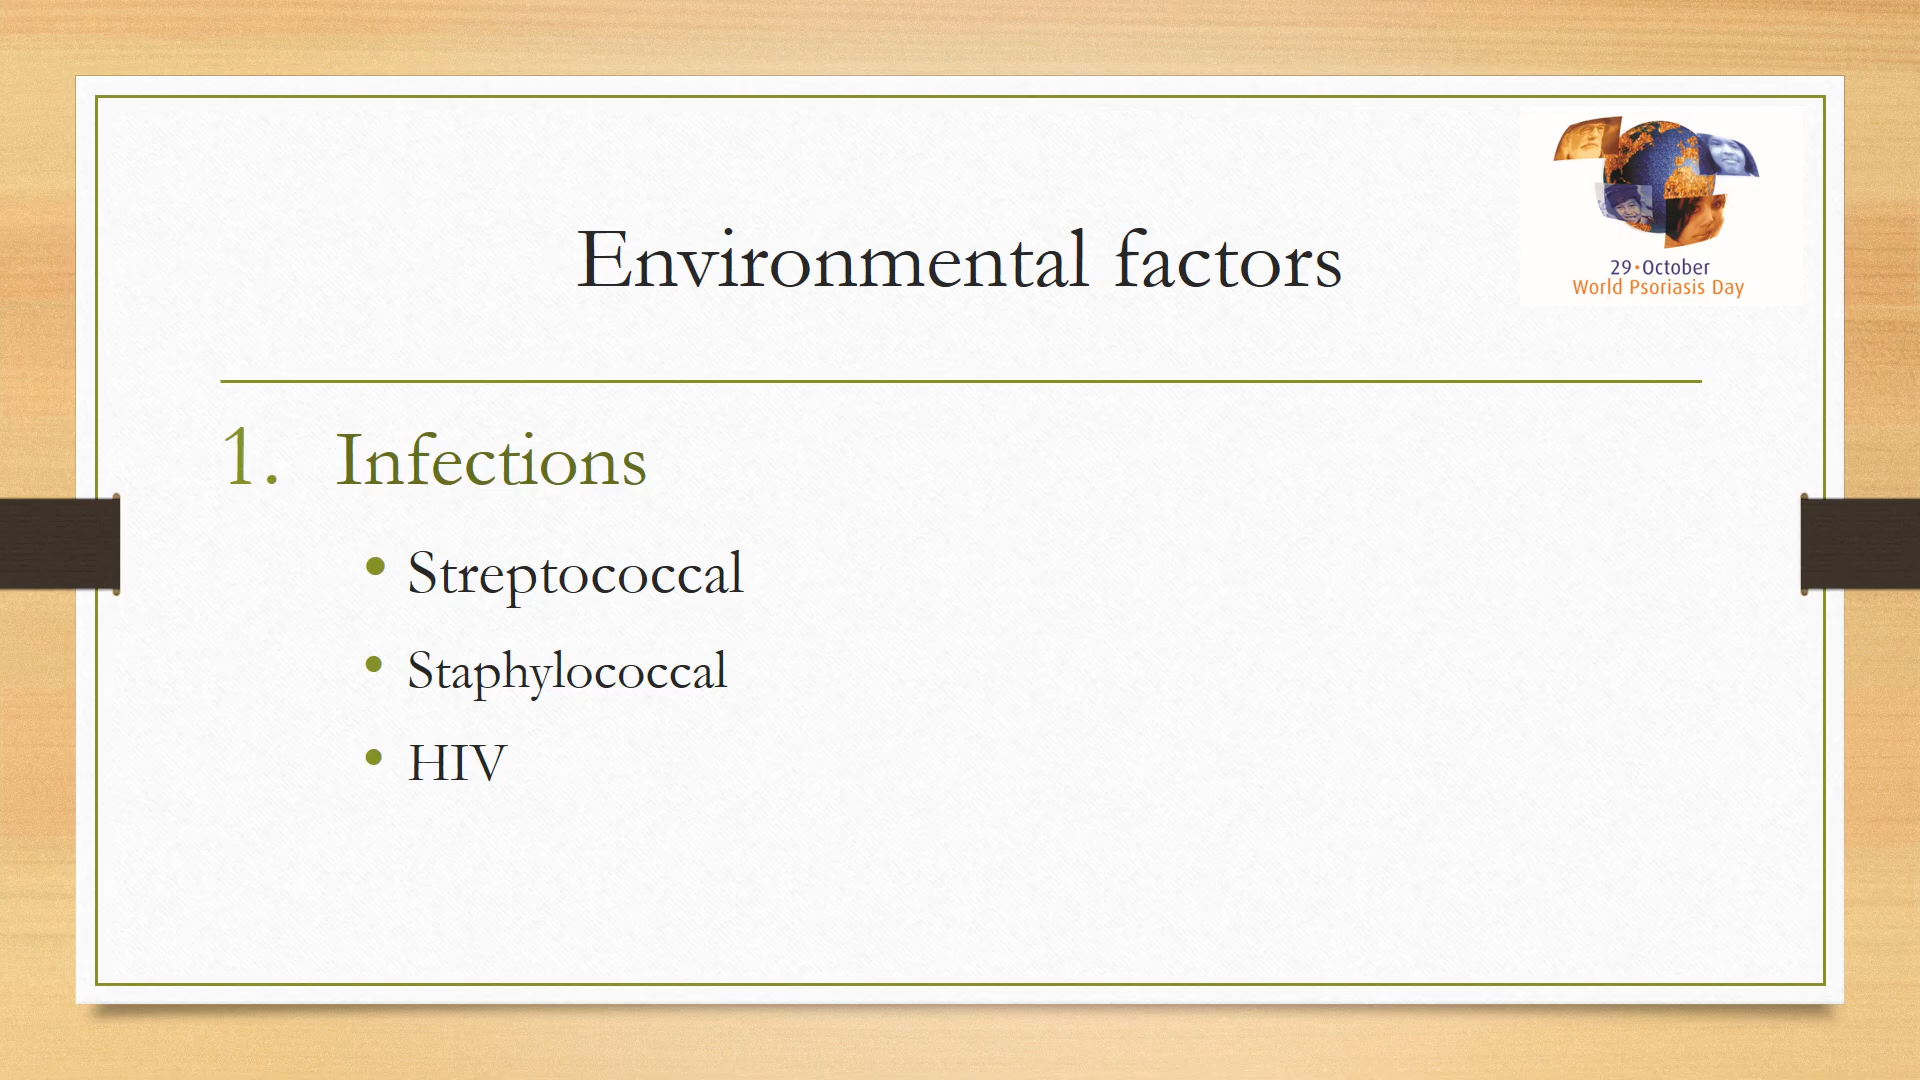 29·October
World Psoriasis Day
Environmental factors
1. Infections
• Streptococcal
• Staphylococcal
• HIV